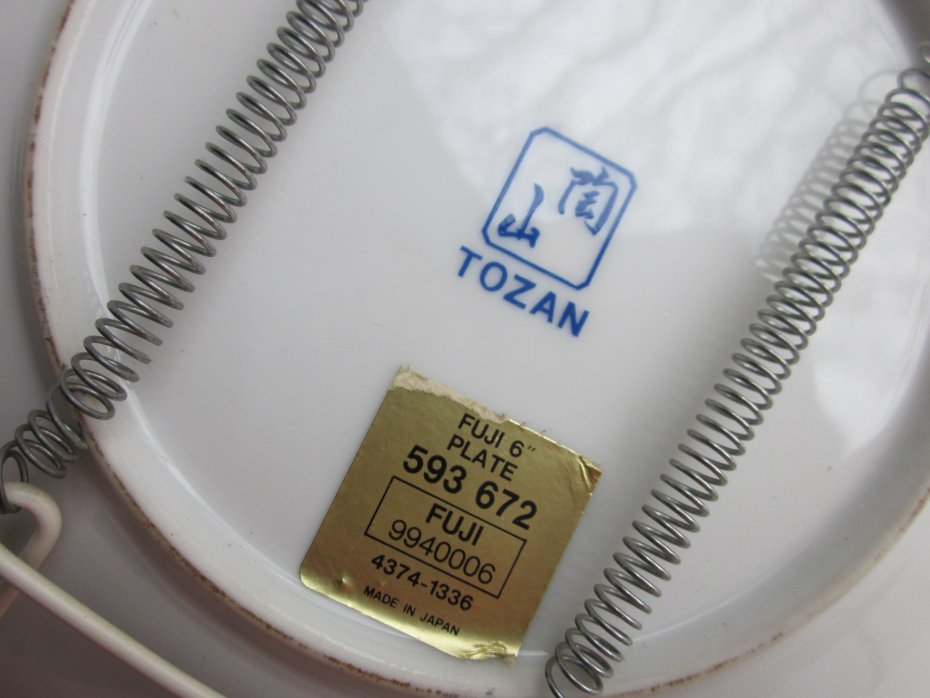 陶山
TOZAN
FUJI 6"
PLATE
593 672
FUJI
9940006
4374-1336
MADE IN JAPAN